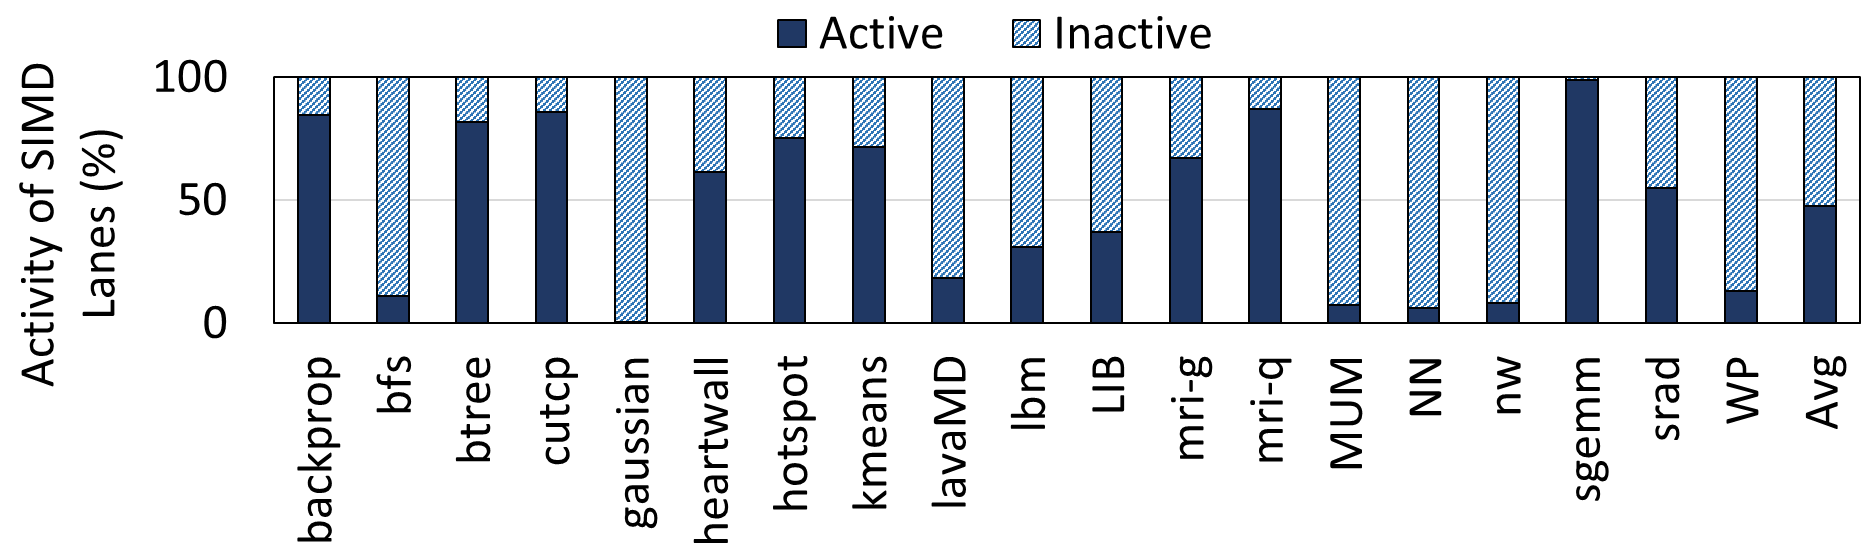 Active Inactive
Activity of SIMD
Lanes (%)
100
50
0
backprop
bfs
btree
cutcp
gaussian
heartwall
hotspot
kmeans
lavaMD
lbm
LIB
mri-g
mri-q
MUM
NN
nw
sgemm
srad
WP
Avg